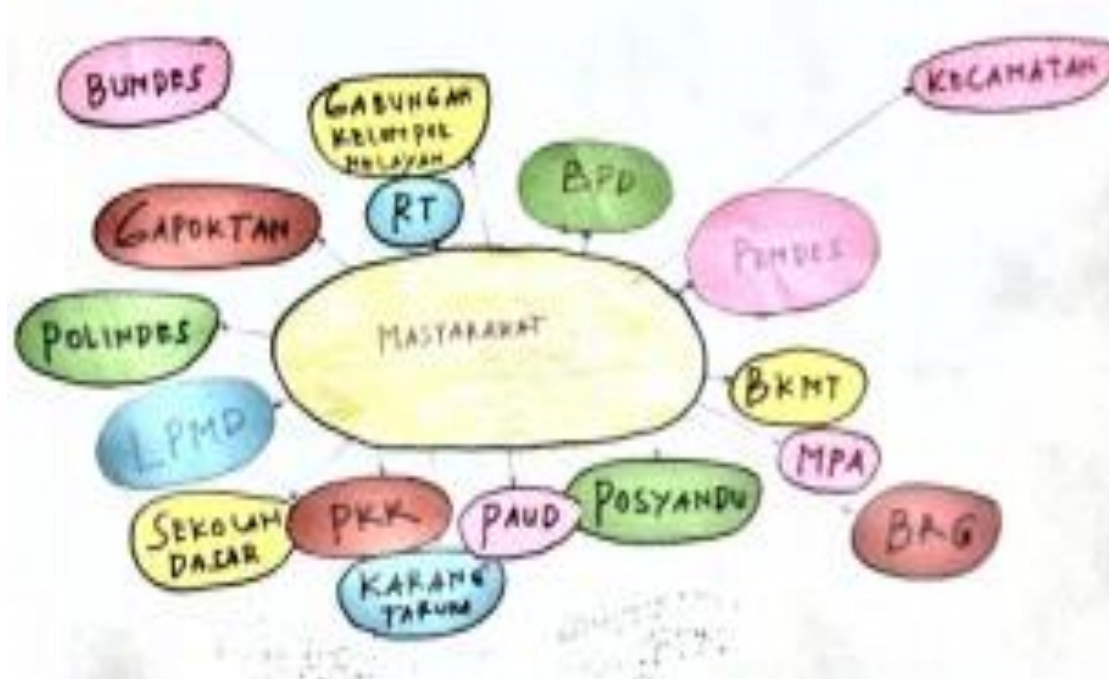 BUMDES
KECAMATAN
GABUNGAN
KELOMPOK
NELAYAN
BPD
RT
GAPOKTAN
PEMDES
POLINDES
MASYARAKAT
BKMT
LPMD
MPA
POSYANDU
PKK
PAUD
SEKOLAH
DASAR
BRG
KARANG
TARUNA